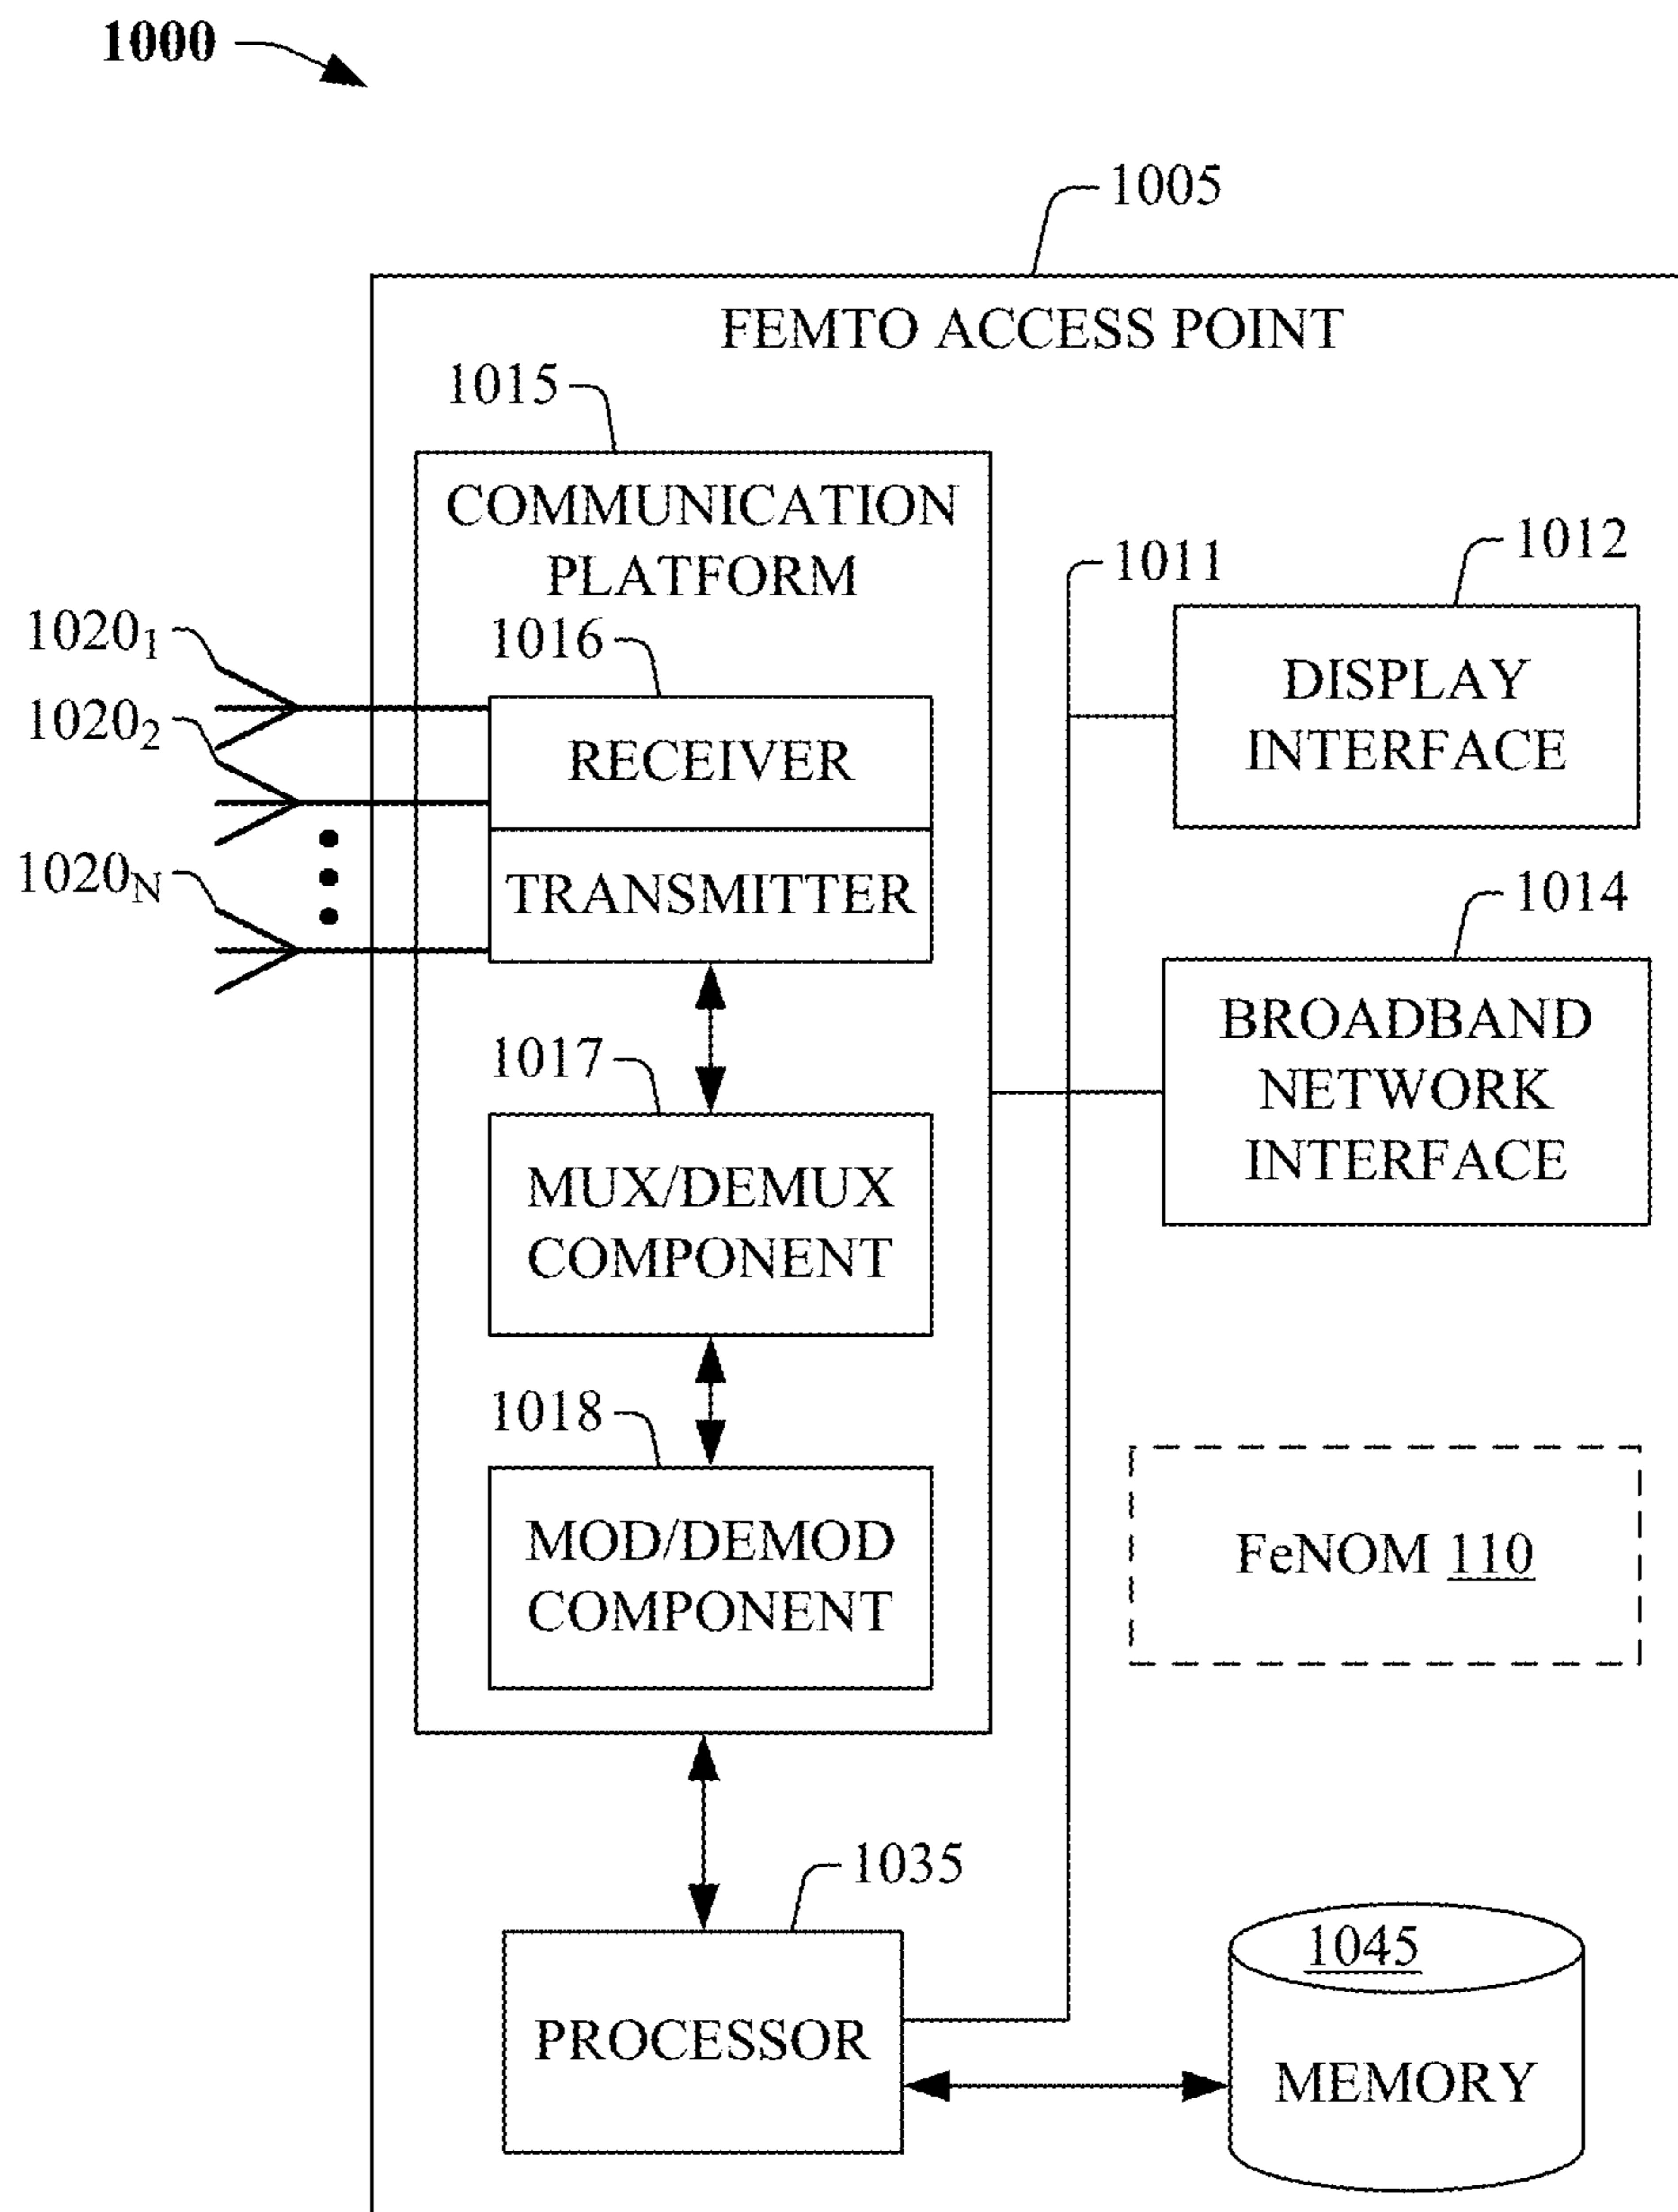 1000
1005
FEMTO ACCESS POINT
1015
COMMUNICATION
PLATFORM
1011
1012
DISPLAY
INTERFACE
1020₁
1016
1020₂
RECEIVER
1020N
TRANSMITTER
1014
BROADBAND
NETWORK
INTERFACE
1017
MUX/DEMUX
COMPONENT
1018
MOD/DEMOD
COMPONENT
FeNOM 110
1035
PROCESSOR
1045
MEMORY